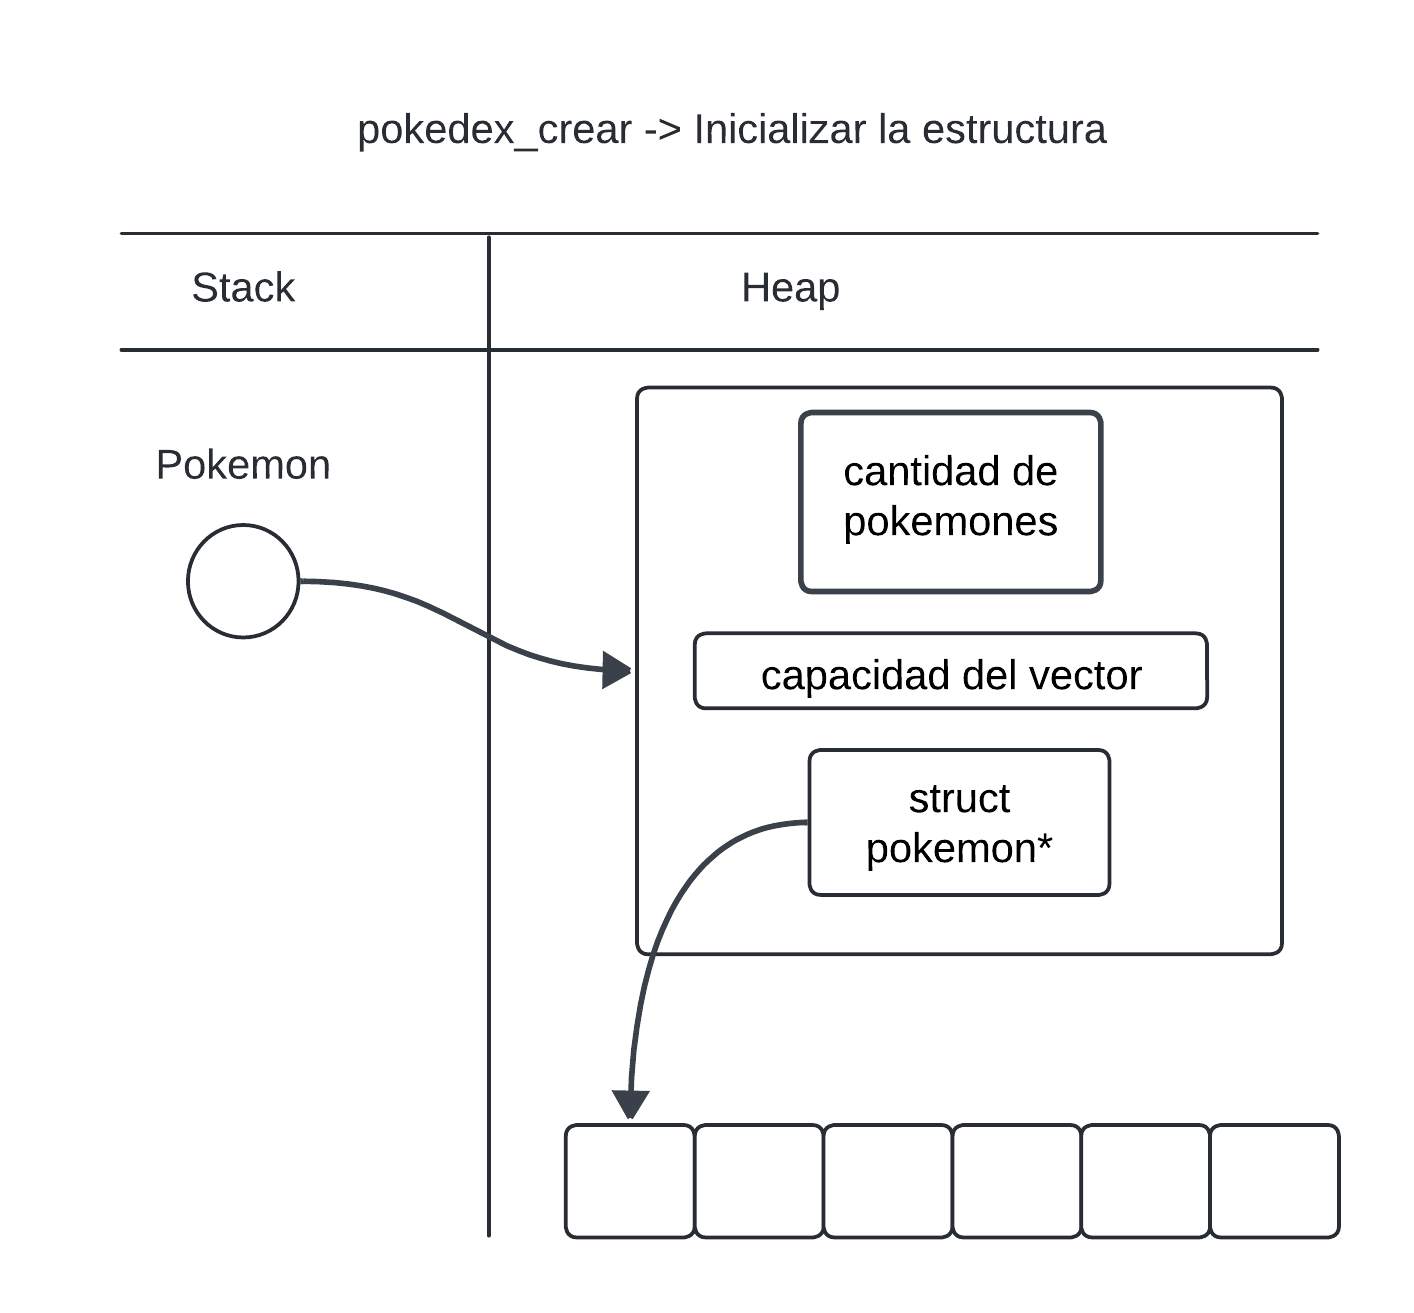 pokedex_crear -> Inicializar la estructura
Stack
Heap
Pokemon
cantidad de
pokemones
capacidad del vector
struct
pokemon*